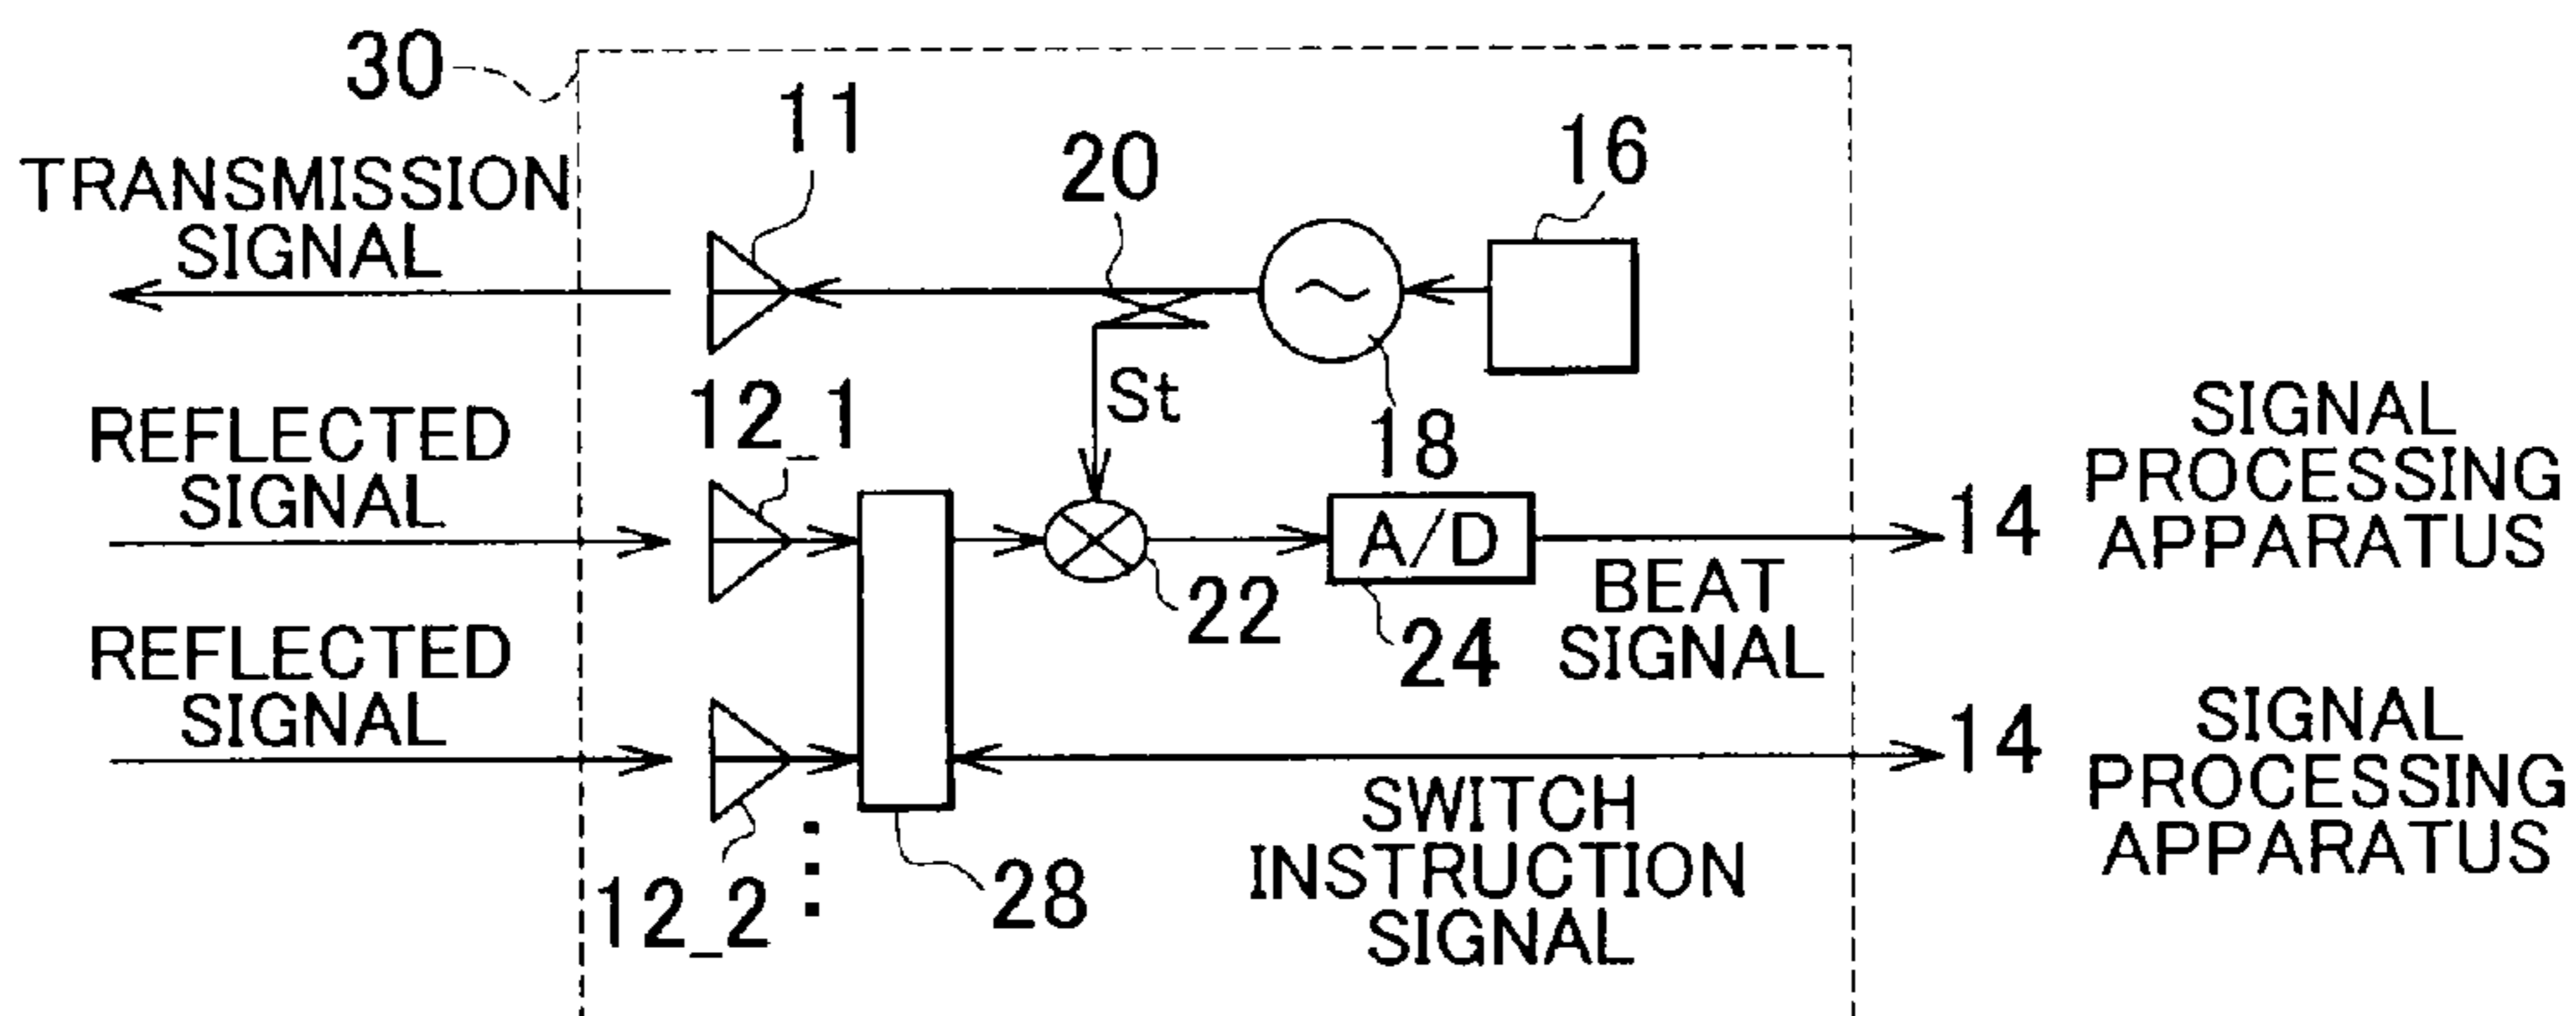 30
11
20
16
TRANSMISSION
SIGNAL
12_1
St
18
REFLECTED
SIGNAL
A/D
22
24
BEAT
SIGNAL
14
SIGNAL
PROCESSING
APPARATUS
REFLECTED
SIGNAL
12_2
28
SWITCH
INSTRUCTION
SIGNAL
14
SIGNAL
PROCESSING
APPARATUS